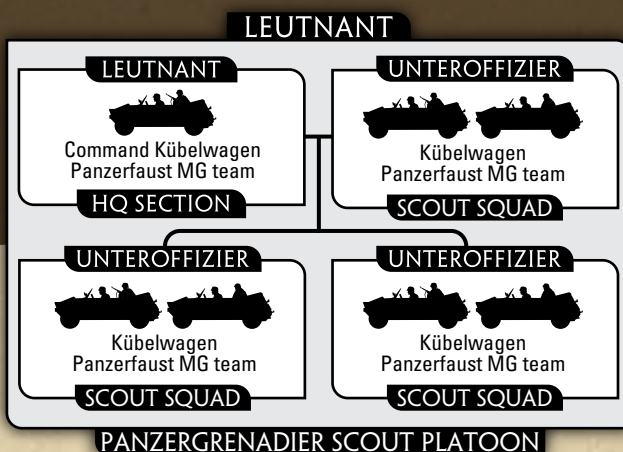 LEUTNANT
LEUTNANT
Command Kübelwagen
Panzerfaust MG team
HQ SECTION
UNTEROFFIZIER
Kübelwagen
Panzerfaust MG team
SCOUT SQUAD
UNTEROFFIZIER
Kübelwagen
Panzerfaust MG team
SCOUT SQUAD
UNTEROFFIZIER
Kübelwagen
Panzerfaust MG team
SCOUT SQUAD
PANZERGRENADIER SCOUT PLATOON